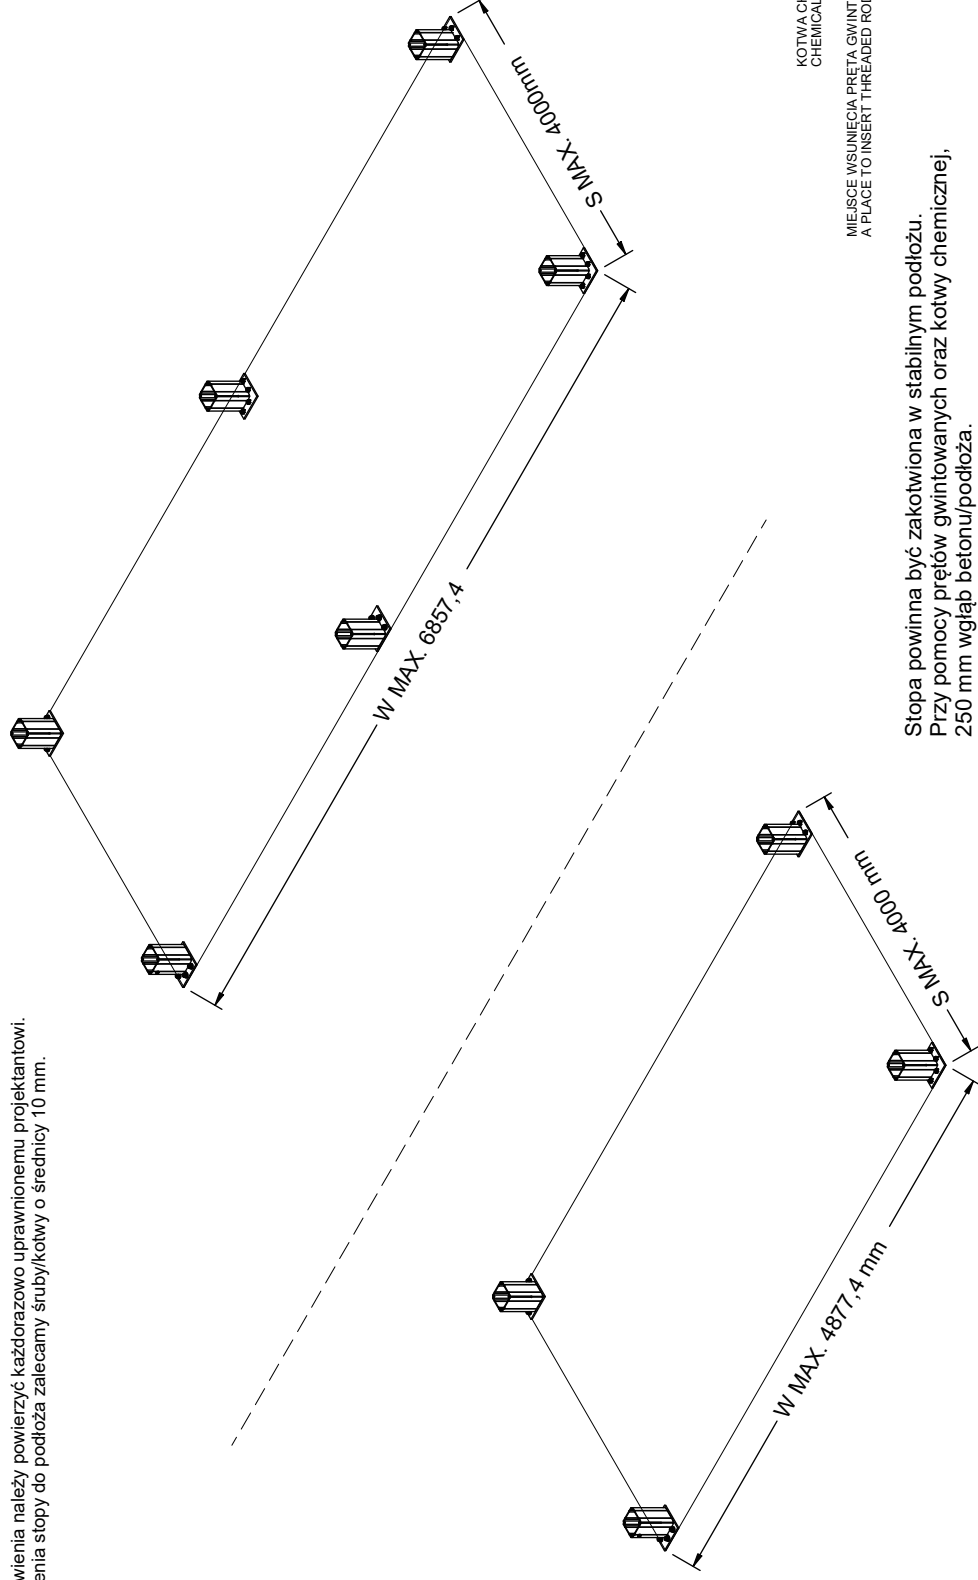 wienia należy powierzyć każdorazowo uprawnionemu projektantowi.
enia stopy do podłoża zalecamy śruby/kotwy o średnicy 10 mm.
S MAX. 4000mm
W MAX. 6857,4
S MAX. 4000 mm
W MAX. 4877,4 mm
KOTWA CH
CHEMICAL
MIEJSCE WSUNIĘCIA PRĘTA GWINT
A PLACE TO INSERT THREADED ROD
Stopa powinna być zakotwiona w stabilnym podłożu.
Przy pomocy prętów gwintowanych oraz kotwy chemicznej,
250 mm wgłąb betonu/podłoża.